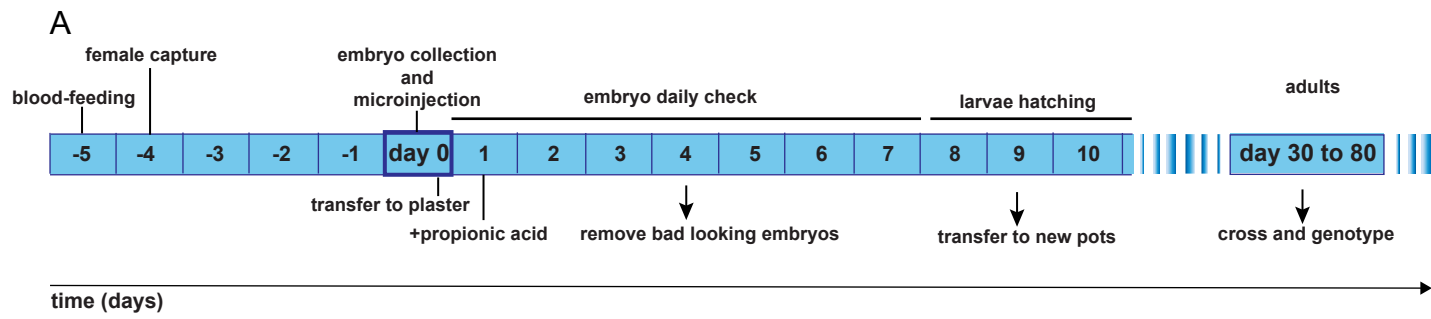 A
female capture
embryo collection
and
microinjection
blood-feeding
embryo daily check
larvae hatching
adults
-5 -4 -3 -2 -1 day 0 1 2 3 4 5 6 7 8 9 10 day 30 to 80
transfer to plaster
+propionic acid
remove bad looking embryos
transfer to new pots
cross and genotype
time (days)